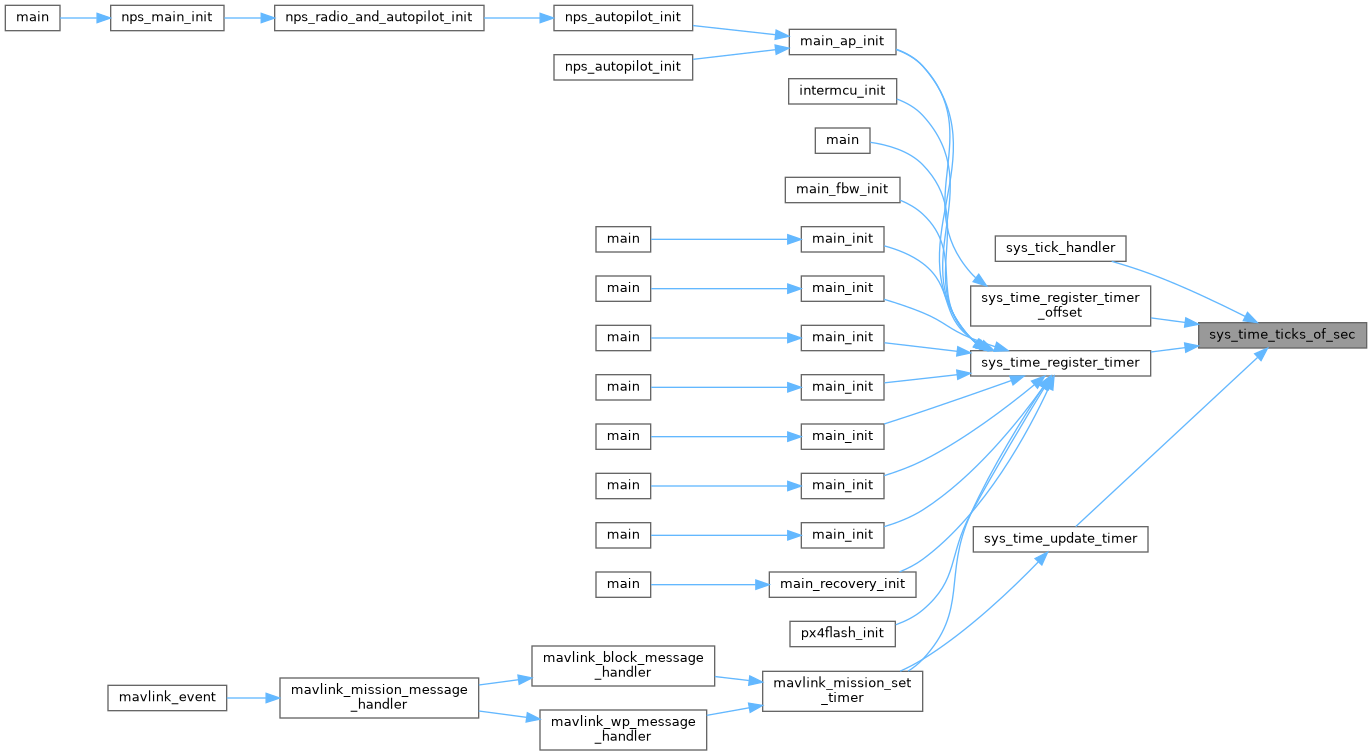 main
nps_main_init
nps_radio_and_autopilot_init
nps_autopilot_init
main_ap_init
nps_autopilot_init
intermcu_init
main
main_fbw_init
main
main_init
sys_tick_handler
main
main_init
sys_time_register_timer
_offset
sys_time_ticks_of_sec
main
main_init
sys_time_register_timer
main
main_init
main
main_init
main
main_init
main
main_init
sys_time_update_timer
main
main_recovery_init
px4flash_init
mavlink_block_message
_handler
mavlink_event
mavlink_mission_message
_handler
mavlink_mission_set
_timer
mavlink_wp_message
_handler